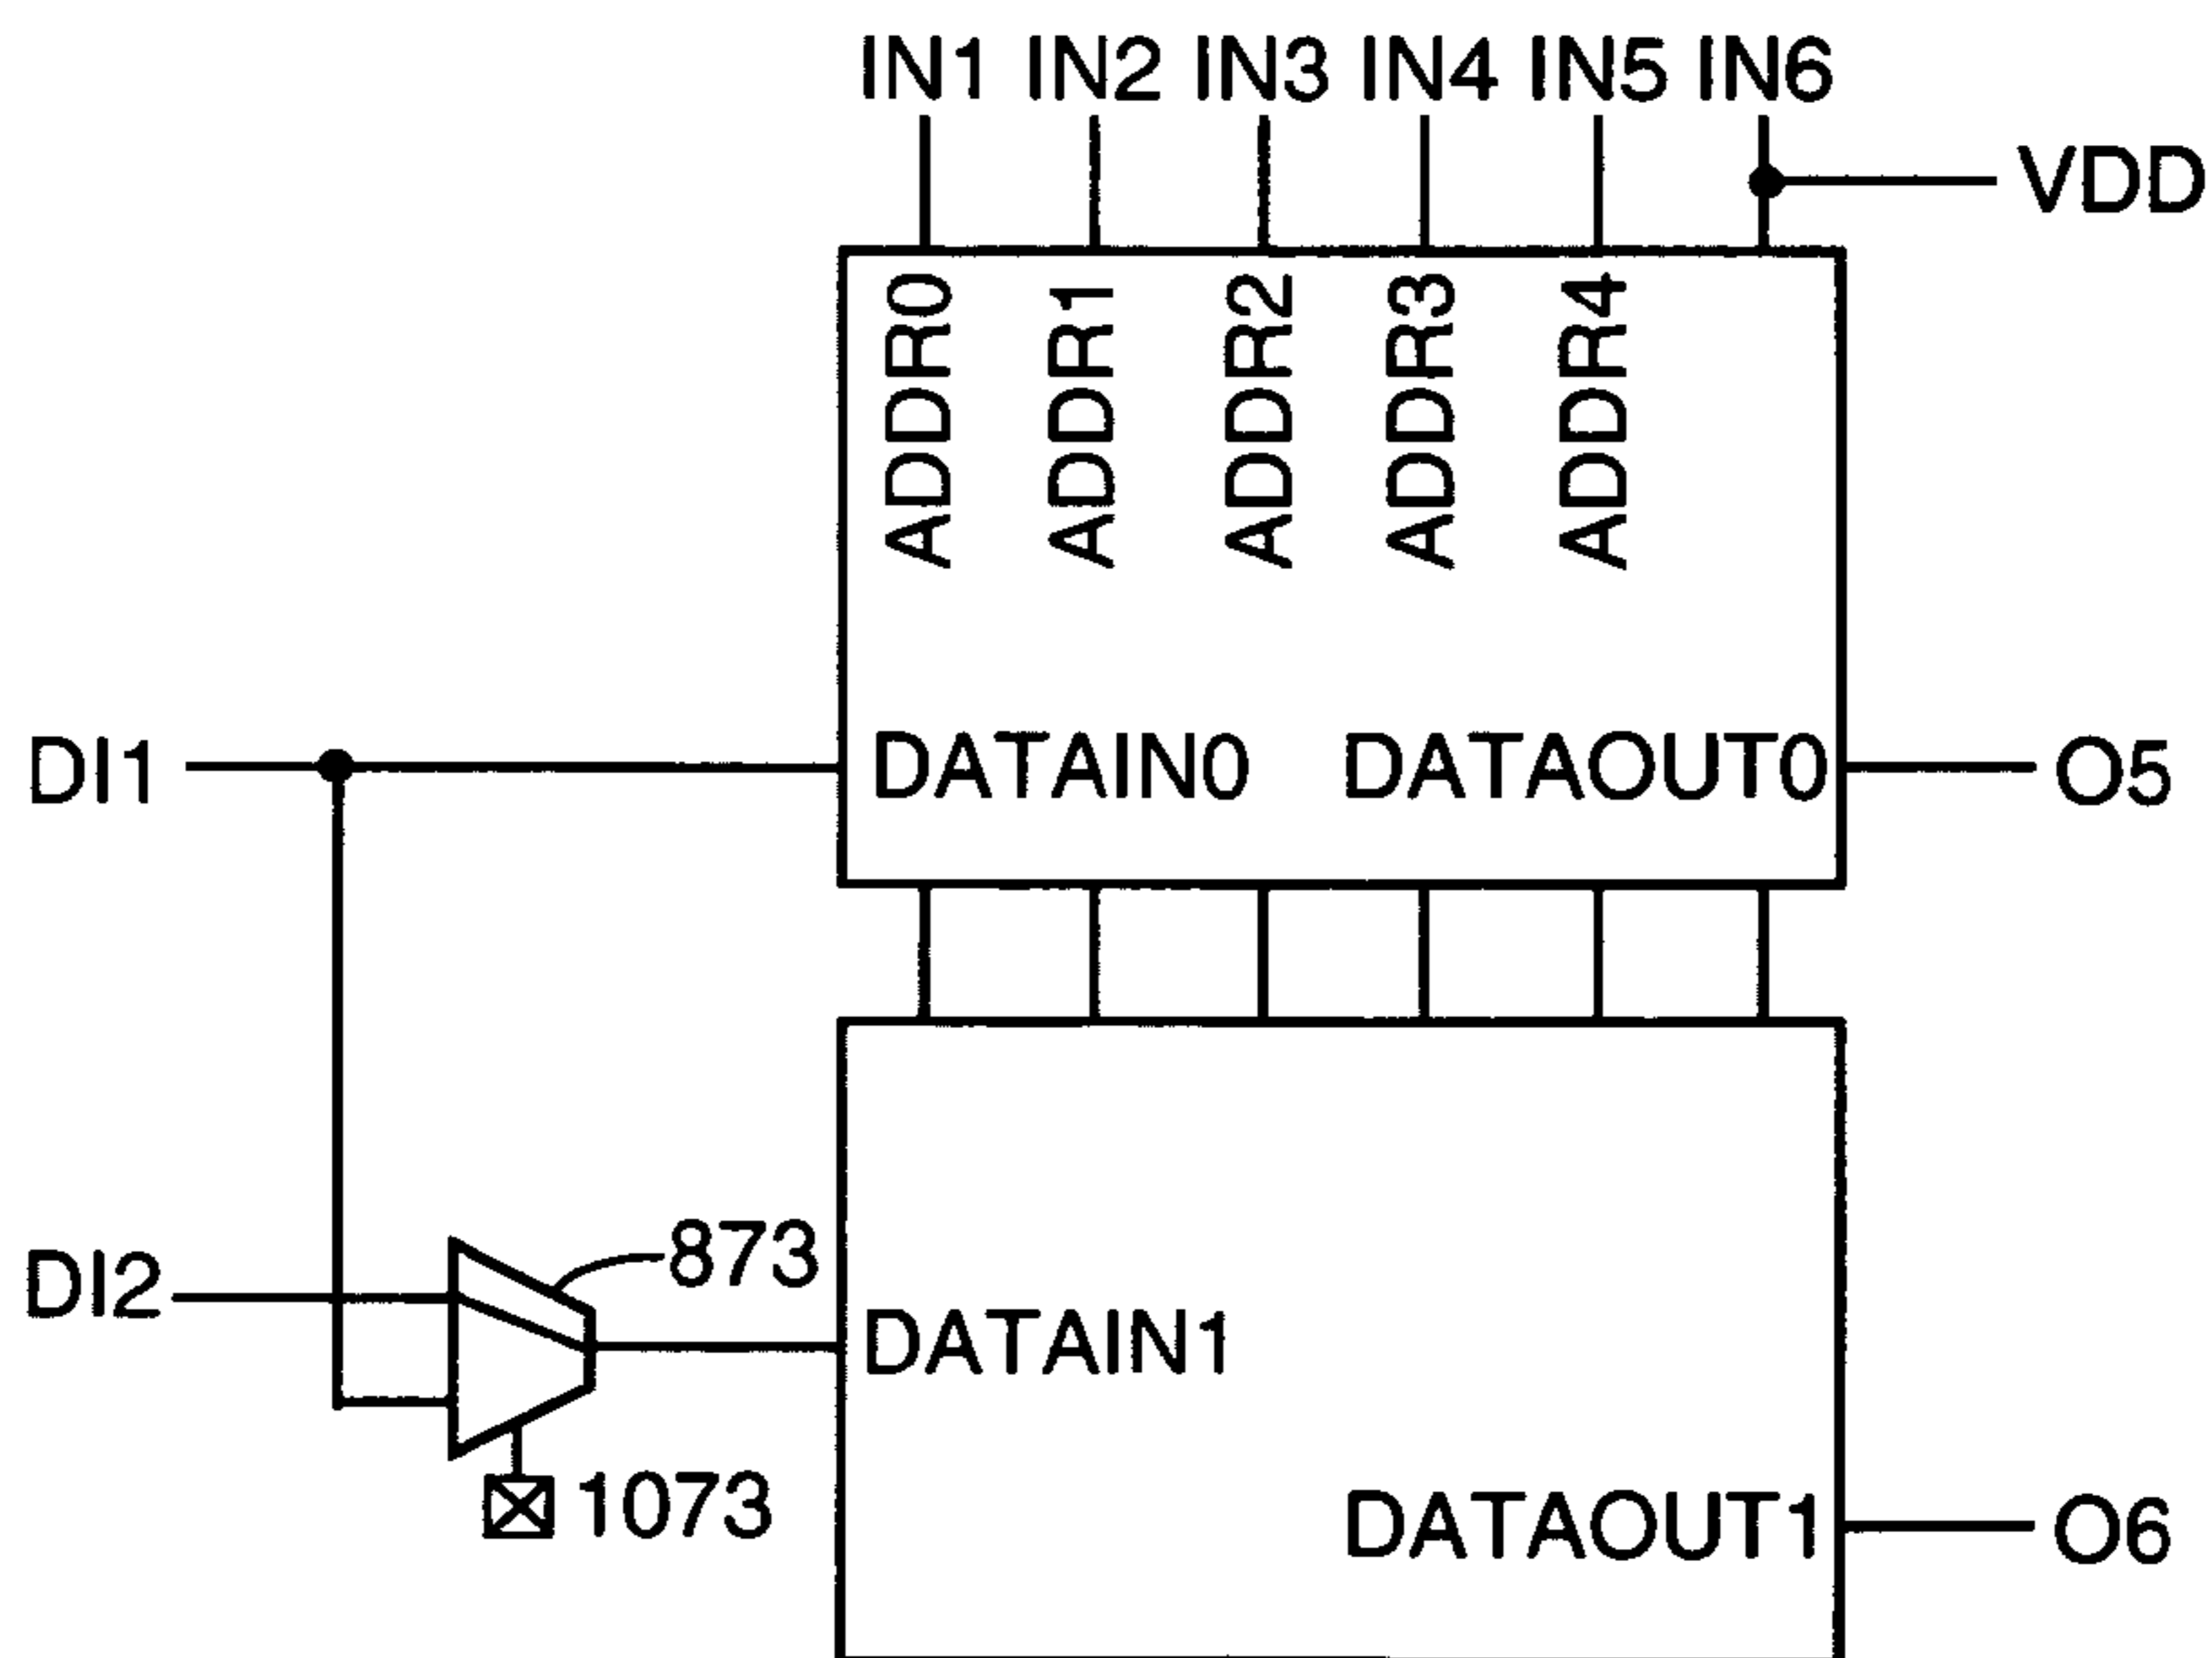 IN1 IN2 IN3 IN4 IN5 IN6
VDD
ADDR0
ADDR1
ADDR2
ADDR3
ADDR4
DI1
DATAIN0
DATAOUT0
O5
873
DI2
DATAIN1
1073
DATAOUT1
O6